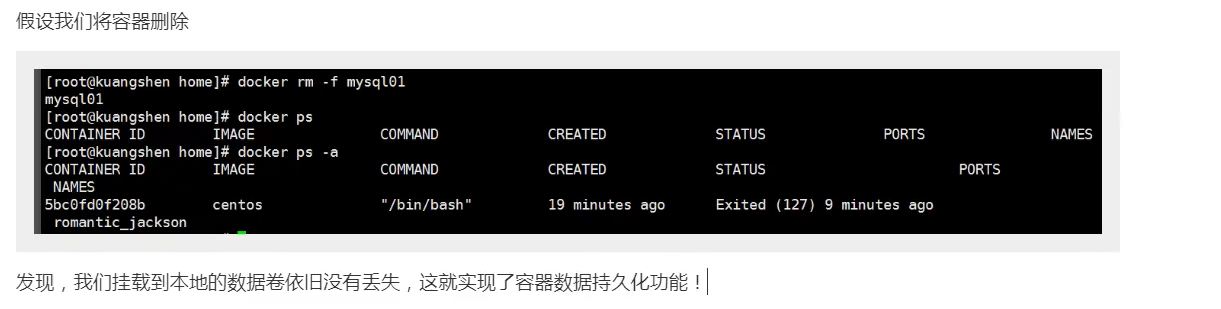 假设我们将容器删除
[root@kuangshen home]# docker rm -f mysql01
mysql01
[root@kuangshen home]# docker ps
CONTAINER ID IMAGE COMMAND CREATED STATUS PORTS NAMES
[root@kuangshen home]# docker ps -a
CONTAINER ID IMAGE COMMAND CREATED STATUS PORTS
NAMES
5bc0fd0f208b centos "/bin/bash" 19 minutes ago Exited (127) 9 minutes ago
romantic_jackson
发现，我们挂载到本地的数据卷依旧没有丢失，这就实现了容器数据持久化功能！